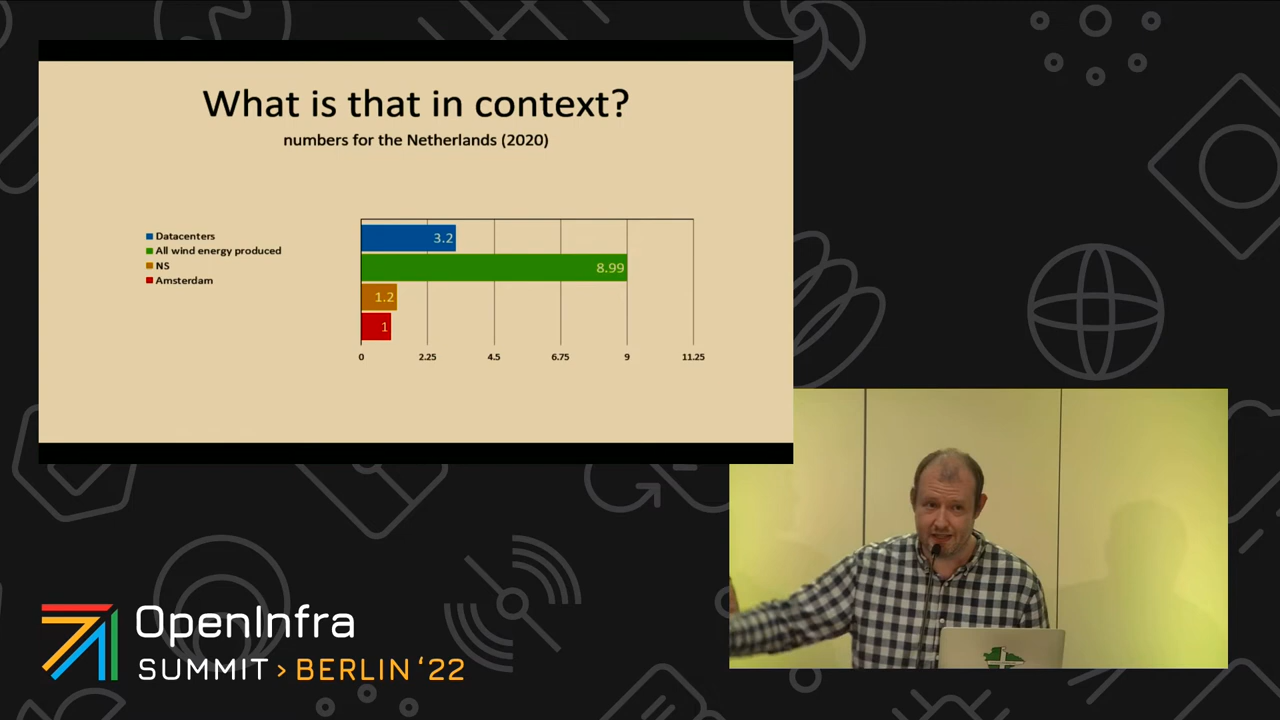 What is that in context?
numbers for the Netherlands (2020)
Datacenters
All wind energy produced
NS
Amsterdam
3.2
8.99
1.2
1
0 2.25 4.5 6.75 9 11.25
OpenInfra
SUMMIT > BERLIN ‘22